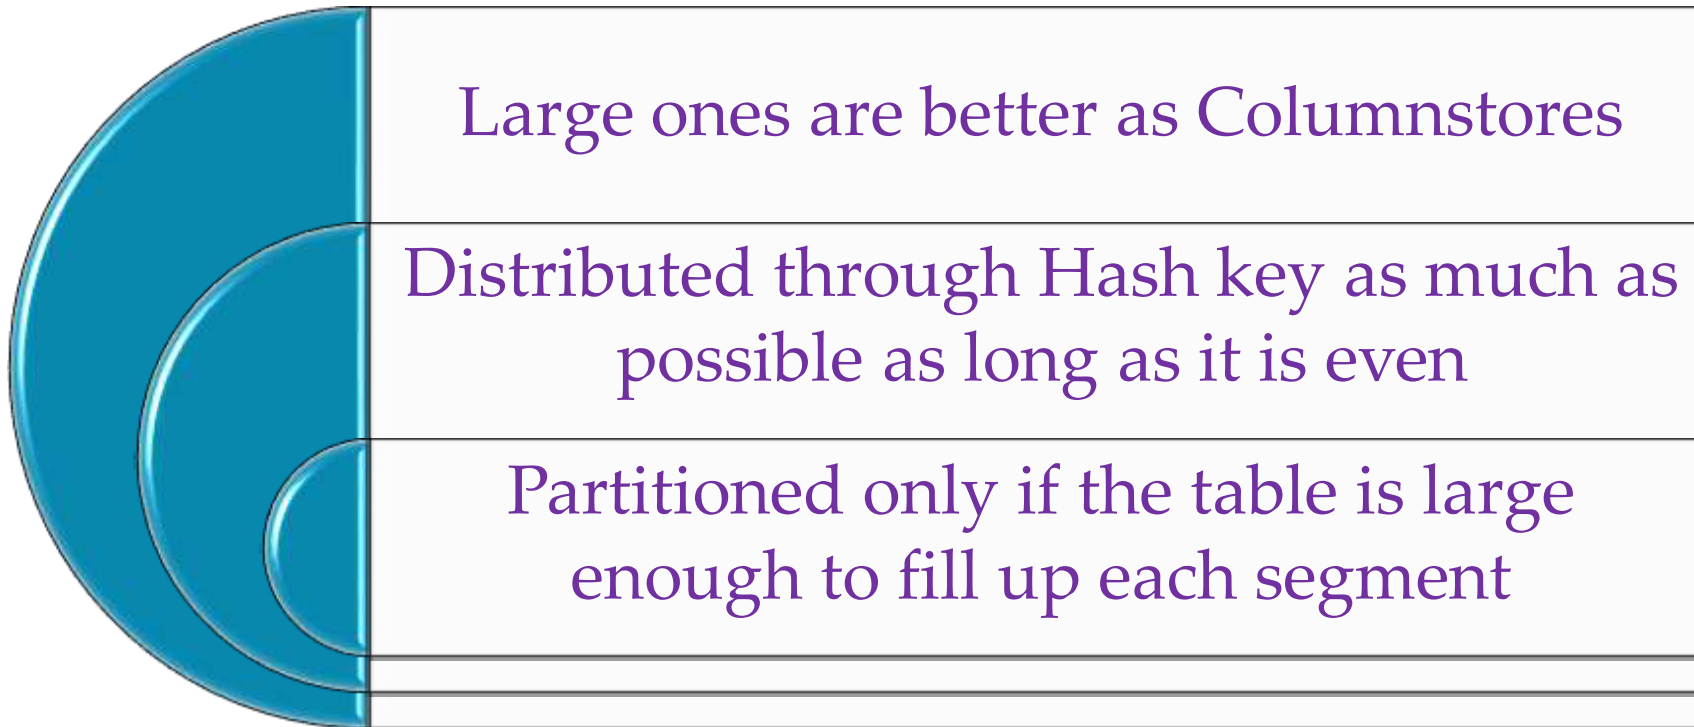 Large ones are better as Columnstores
Distributed through Hash key as much as
possible as long as it is even
Partitioned only if the table is large
enough to fill up each segment